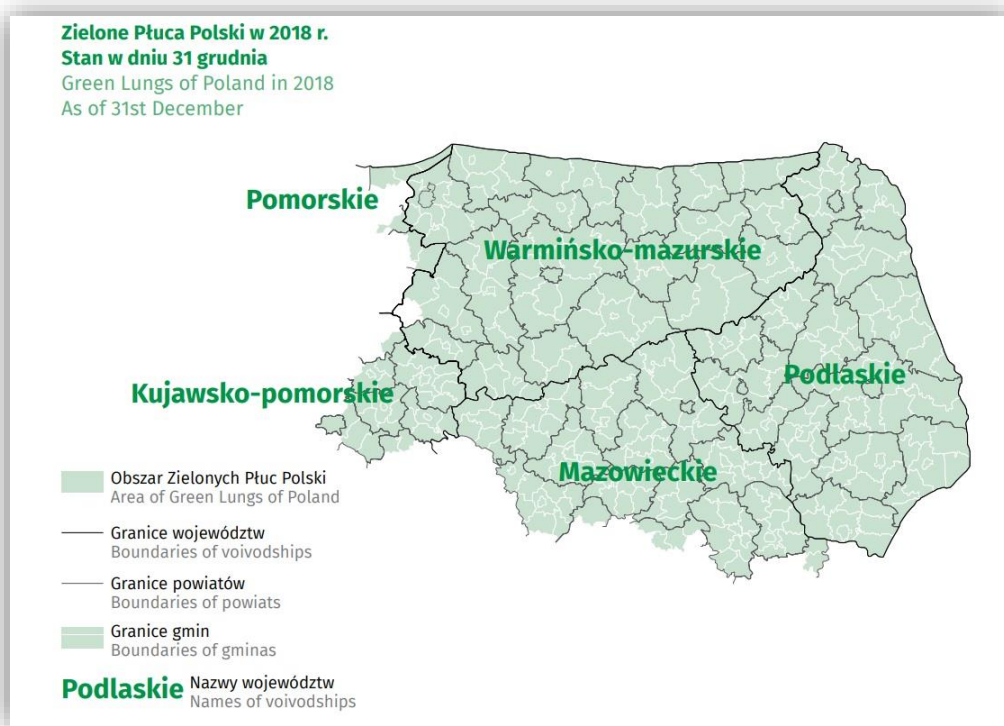 Zielone Płuca Polski w 2018 r.
Stan w dniu 31 grudnia
Green Lungs of Poland in 2018
As of 31st December
Pomorskie
Warmińsko-mazurskie
Podlaskie
Kujawsko-pomorskie
Mazowieckie
Obszar Zielonych Płuc Polski
Area of Green Lungs of Poland
Granice województw
Boundaries of voivodships
Granice powiatów
Boundaries of powiats
Granice gmin
Boundaries of gminas
Podlaskie Nazwy województw
Names of voivodships